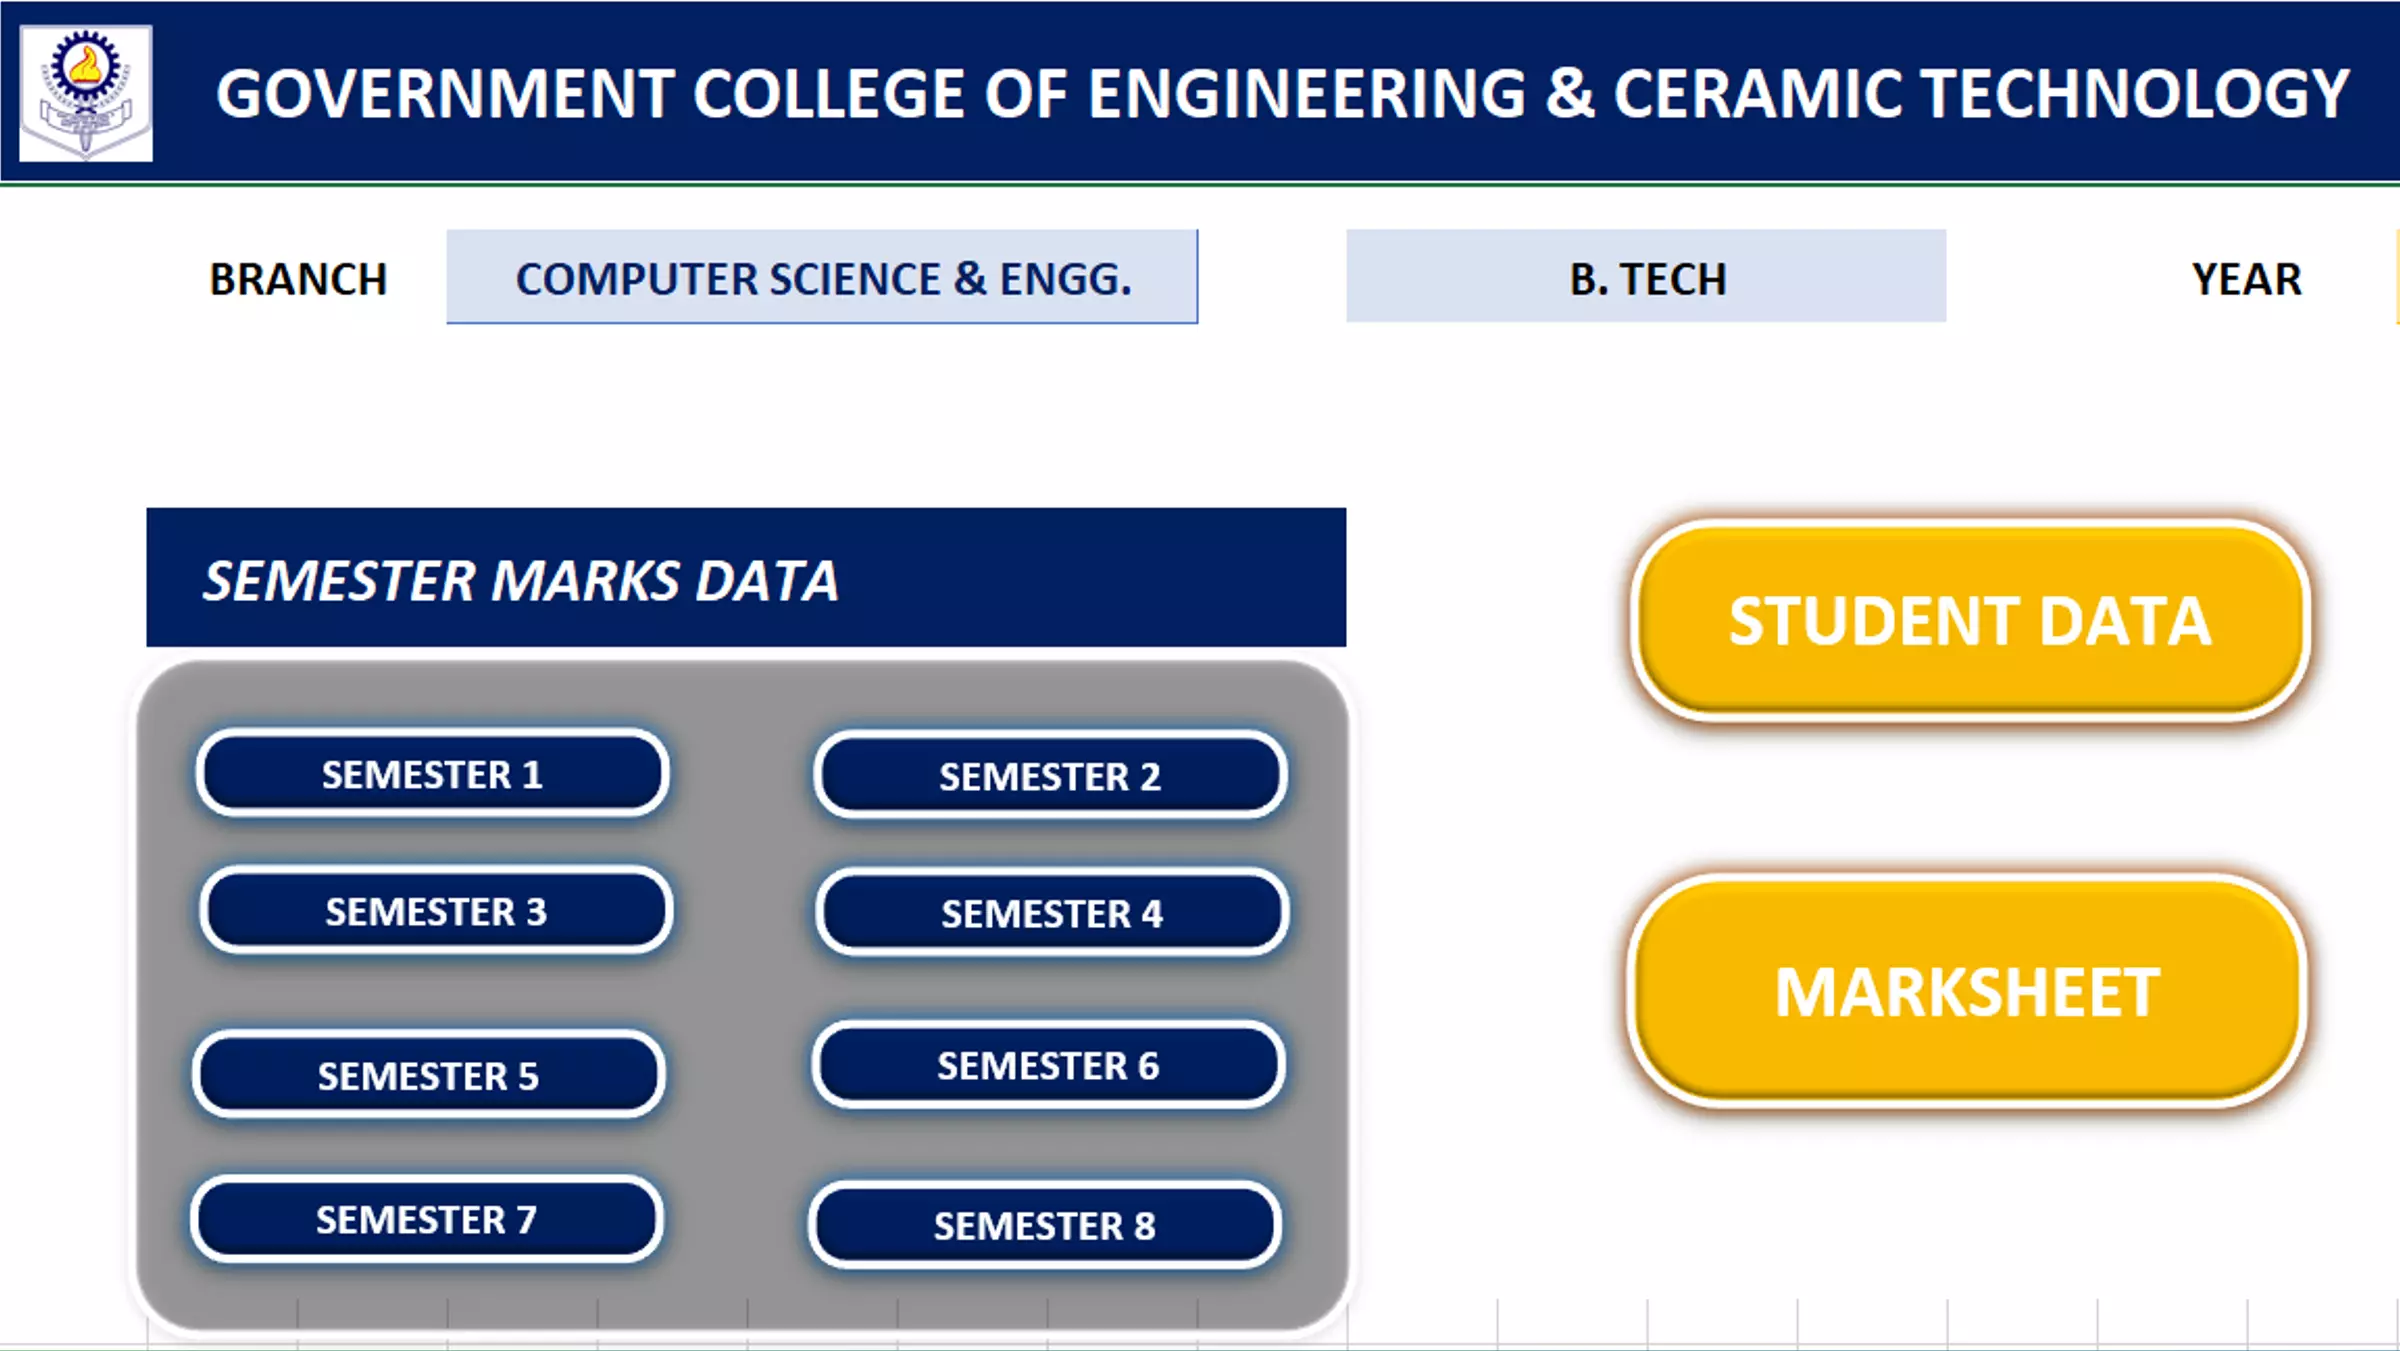 GOVERNMENT COLLEGE OF ENGINEERING & CERAMIC TECHNOLOGY
BRANCH COMPUTER SCIENCE & ENGG. B. TECH YEAR
SEMESTER MARKS DATA
STUDENT DATA
SEMESTER 1 SEMESTER 2
SEMESTER 3 SEMESTER 4
MARKSHEET
SEMESTER 5 SEMESTER 6
SEMESTER 7 SEMESTER 8